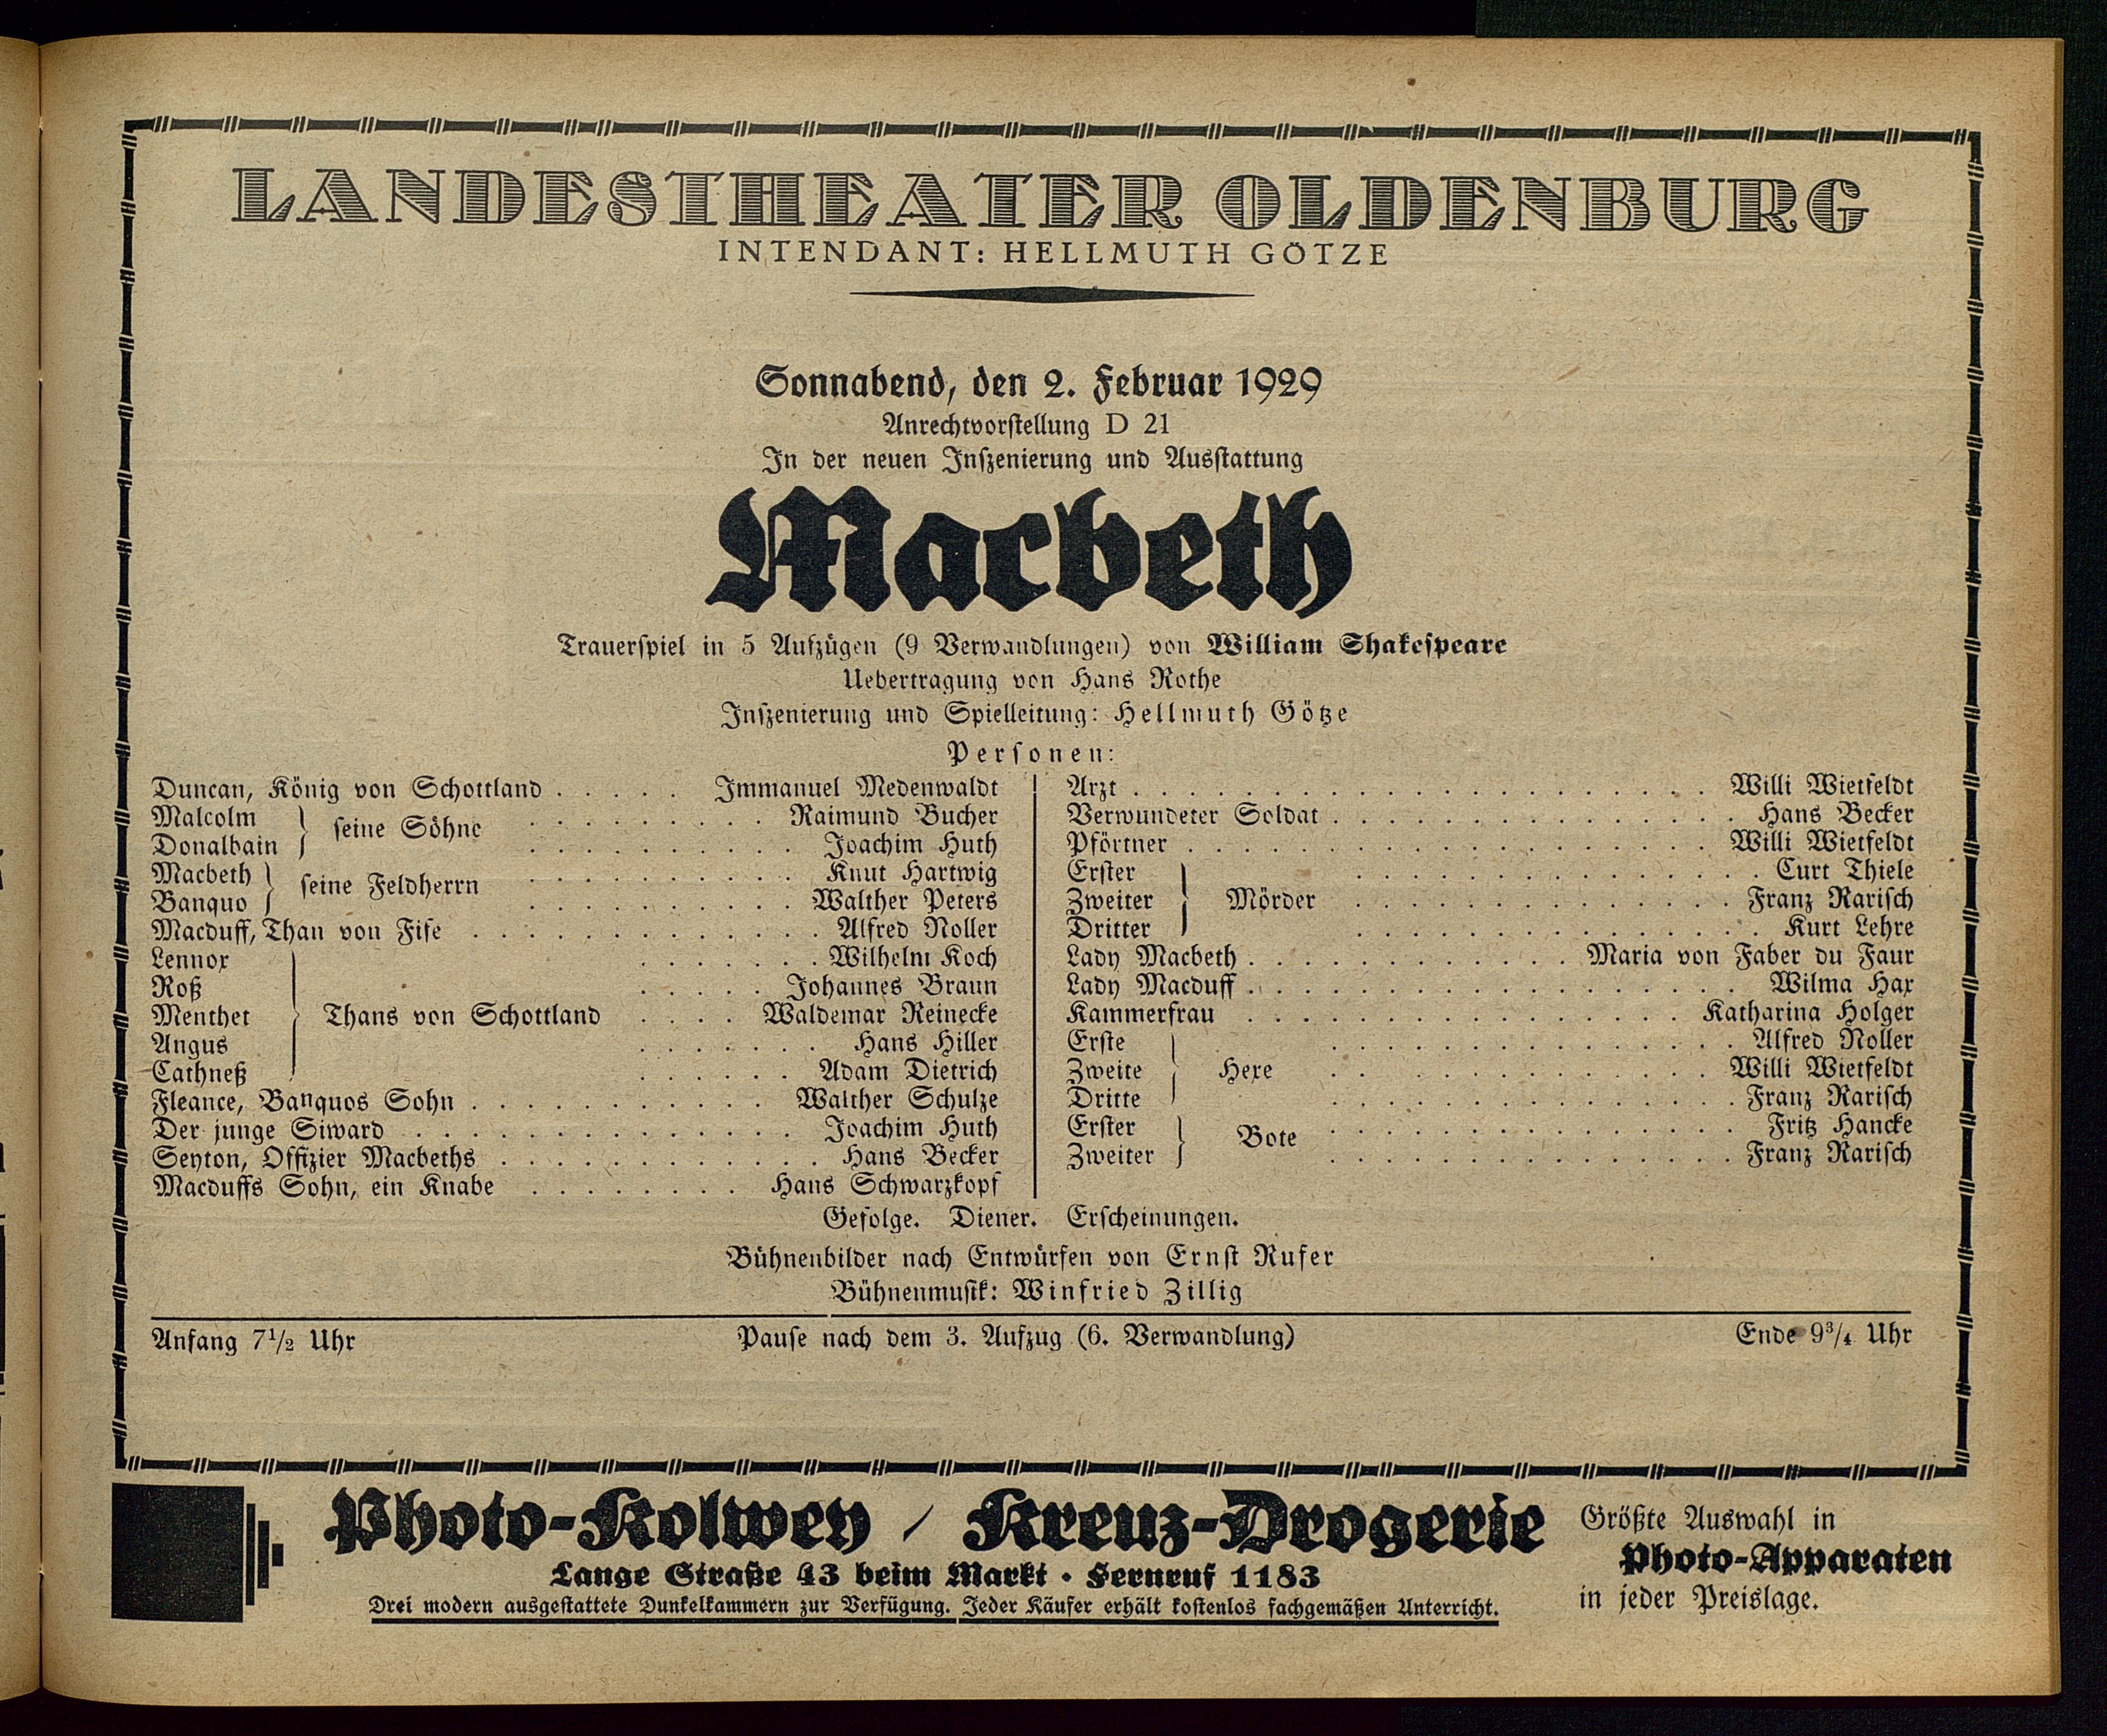 LANDESTHEATER OLDENBURG
INTENDANT: HELLMUTH GÖTZE
Sonnabend, den 2. Februar 1929
Anrechtvorstellung D 21
In der neuen Inszenierung und Ausstattung
Macbeth
Trauerspiel in 5 Aufzügen (9 Verwandlungen) von William Shakespeare
Uebertragung von Hans Rothe
Inszenierung und Spielleitung: Hellmuth Götze
Personen:
Duncan, König von Schottland . . . . . Immanuel Medenwaldt
Malcolm } seine Söhne . . . . . . . . . Raimund Bucher
Donalbain } . . . . . . . . . . Joachim Huth
Macbeth } seine Feldherrn . . . . . . . . . . Knut Hartwig
Banquo } . . . . . . . . . . Walther Peters
Macduff, Than von Fife . . . . . . . . . . . . . Alfred Noller
Lennox } . . . . . . . Wilhelm Koch
Roß } . . . . . Johannes Braun
Menthet } Thans von Schottland . . . . Waldemar Reinecke
Angus } . . . . . . . Hans Hiller
Cathneß } . . . . . . Adam Dietrich
Fleance, Banquos Sohn . . . . . . . . . . . Walther Schulze
Der junge Siward . . . . . . . . . . . . . . Joachim Huth
Seyton, Offizier Macbeths . . . . . . . . . . . . Hans Becker
Macduffs Sohn, ein Knabe . . . . . . . . Hans Schwarzkopf
Arzt . . . . . . . . . . . . . . . . . . . . . Willi Wietfeldt
Verwundeter Soldat . . . . . . . . . . . . . . . Hans Becker
Pförtner . . . . . . . . . . . . . . . . . . . Willi Wietfeldt
Erster } . . . . . . . . . . . . . . . Curt Thiele
Zweiter } Mörder . . . . . . . . . . . . . . Franz Rarisch
Dritter } . . . . . . . . . . . . . . . Kurt Lehre
Lady Macbeth . . . . . . . . . . . . Maria von Faber du Faur
Lady Macduff . . . . . . . . . . . . . . . . . . Wilma Hax
Kammerfrau . . . . . . . . . . . . . . . . Katharina Holger
Erste } . . . . . . . . . . . . . . . Alfred Noller
Zweite } Hexe . . . . . . . . . . . . . . Willi Wietfeldt
Dritte } . . . . . . . . . . . . . . . Franz Rarisch
Erster } Bote . . . . . . . . . . . . . . . Fritz Hancke
Zweiter } . . . . . . . . . . . . . . . Franz Rarisch
Gefolge. Diener. Erscheinungen.
Bühnenbilder nach Entwürfen von Ernst Rufer
Bühnenmusik: Winfried Zillig
Anfang 7½ Uhr Pause nach dem 3. Aufzug (6. Verwandlung) Ende 9¾ Uhr
Photo-Kolwey / Kreuz-Drogerie
Lange Straße 43 beim Markt • Fernruf 1183
Drei modern ausgestattete Dunkelkammern zur Verfügung. Jeder Käufer erhält kostenlos fachgemäßen Unterricht.
Größte Auswahl in
Photo-Apparaten
in jeder Preislage.